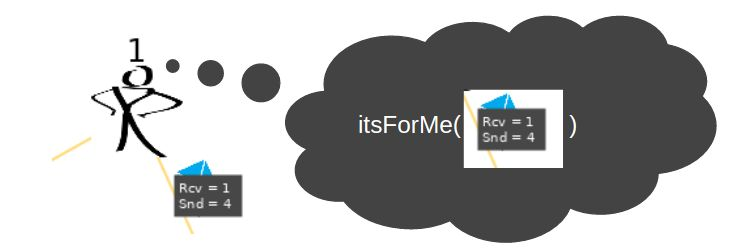 1
itsForMe( Rcv = 1
Snd = 4 )
Rcv = 1
Snd = 4